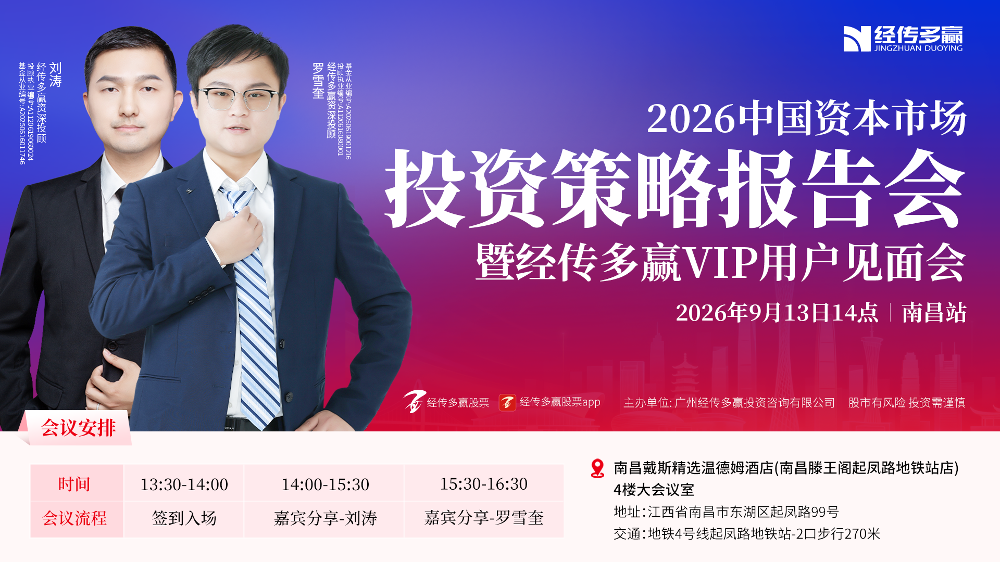 经传多赢
JINGZHUAN DUOYING
刘涛
经传多赢资深投顾
投顾执业编号:A1120619060024
基金从业编号:A20250616011746
罗雪奎
经传多赢资深投顾
投顾执业编号:A1120616080001
基金从业编号:A20250619001216
2026中国资本市场
投资策略报告会
暨经传多赢VIP用户见面会
2026年9月13日14点 南昌站
经传多赢股票 经传多赢股票app 主办单位: 广州经传多赢投资咨询有限公司 股市有风险 投资需谨慎
会议安排
时间 13:30-14:00 14:00-15:30 15:30-16:30
会议流程 签到入场 嘉宾分享-刘涛 嘉宾分享-罗雪奎
南昌戴斯精选温德姆酒店(南昌滕王阁起凤路地铁站店)
4楼大会议室
地址:江西省南昌市东湖区起凤路99号
交通:地铁4号线起凤路地铁站-2口步行270米